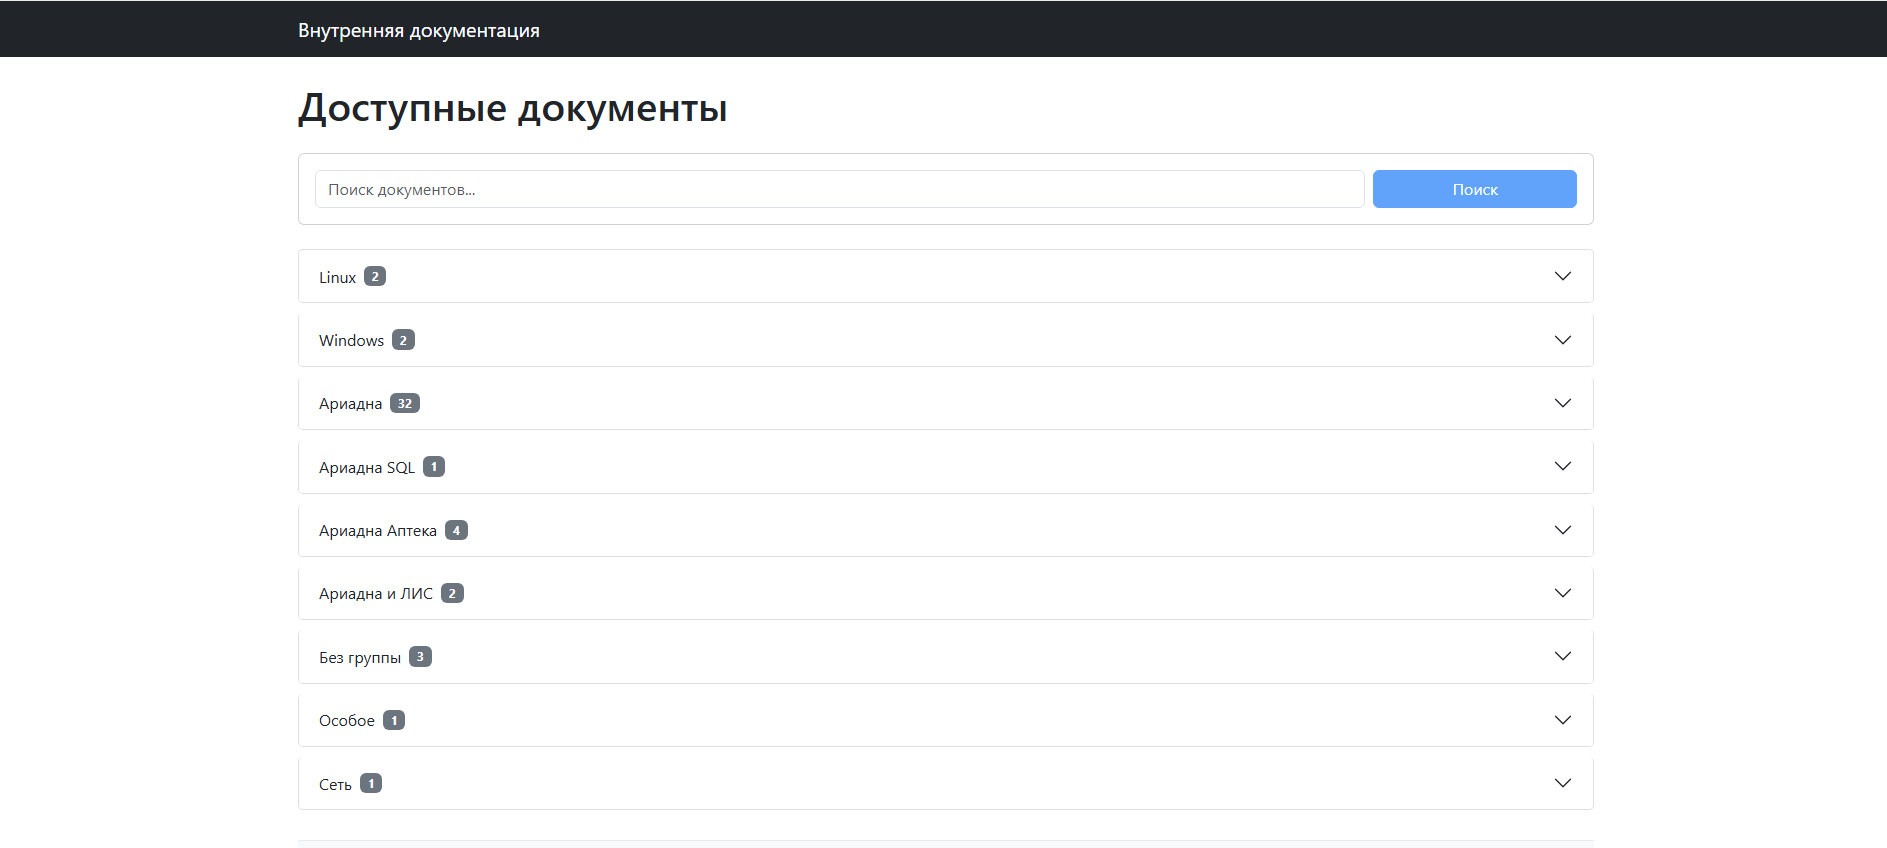 Внутренняя документация
Доступные документы
Поиск документов...
Поиск
Linux 2
Windows 2
Ариадна 32
Ариадна SQL 1
Ариадна Аптека 4
Ариадна и ЛИС 2
Без группы 3
Особое 1
Сеть 1